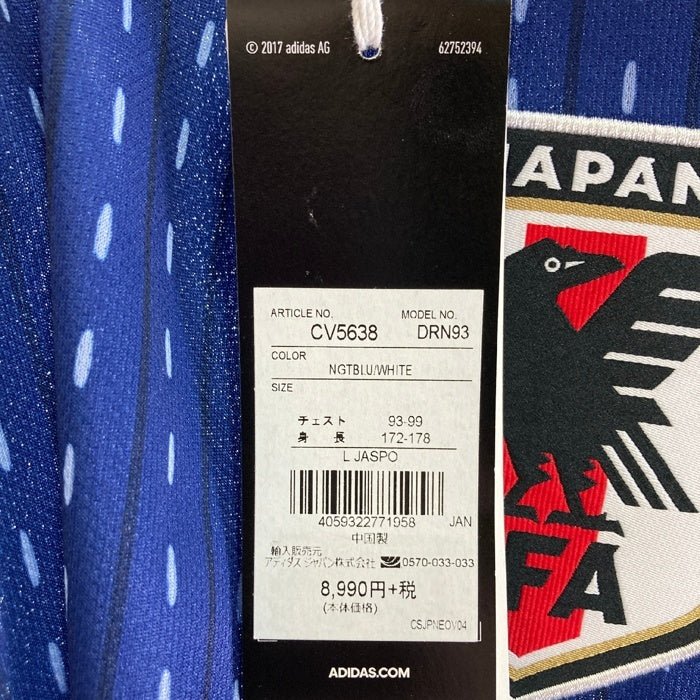 © 2017 adidas AG 62752394
JAPAN
ARTICLE NO. MODEL NO.
CV5638 DRN93
COLOR
NGTBLU/WHITE
SIZE
チェスト 93-99
身長 172-178
L JASPO
4059322771958 JAN
中国製
輸入販売元
アディダス ジャパン株式会社 0570-033-033
8,990円+税
(本体価格)
CSJPNEOV04
FA
ADIDAS.COM